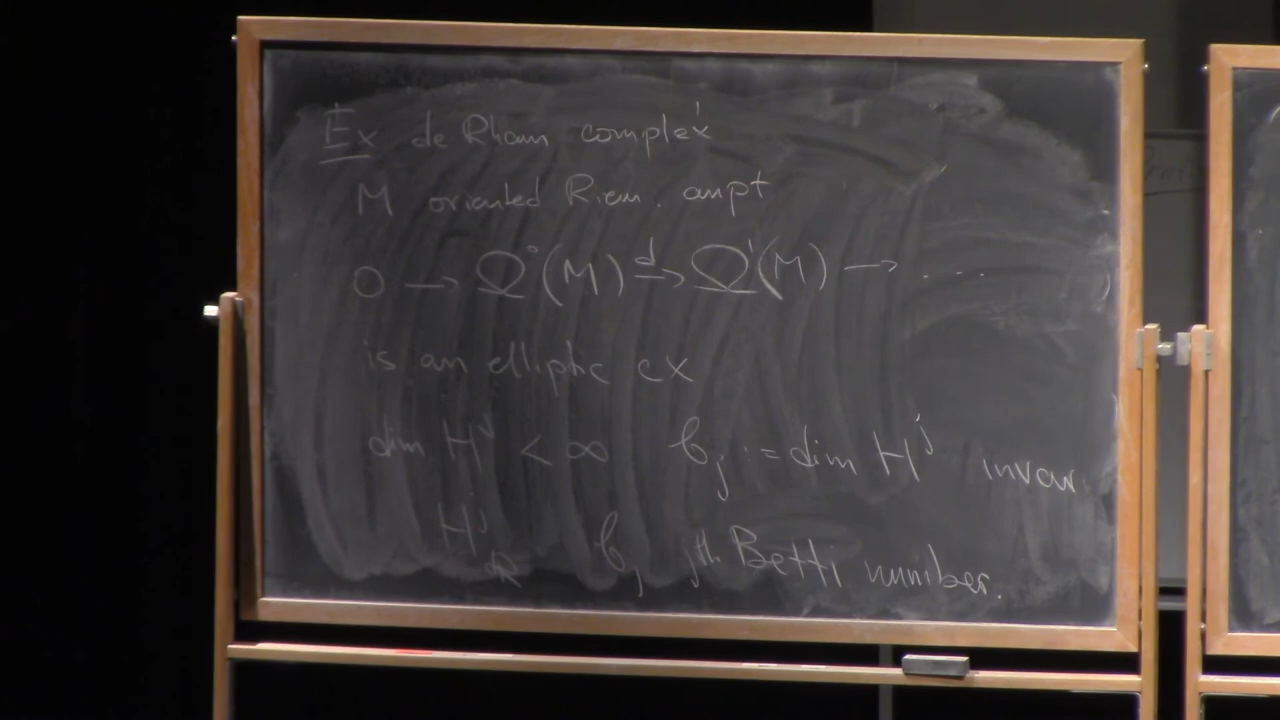 Ex de Rham complex
M oriented Riem. cmpt
0 → Ω⁰(M) →ᵈ Ω¹(M) → ....
is an elliptic cx
dim Hʲ < ∞ bⱼ := dim Hʲ invar
Hʲ_dR bⱼ jth Betti number.